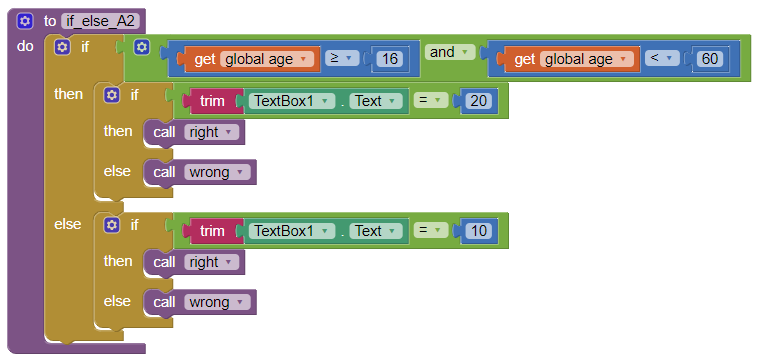 to if_else_A2
do if get global age ≥ 16 and get global age < 60
then if trim TextBox1 . Text = 20
then call right
else call wrong
else if trim TextBox1 . Text = 10
then call right
else call wrong